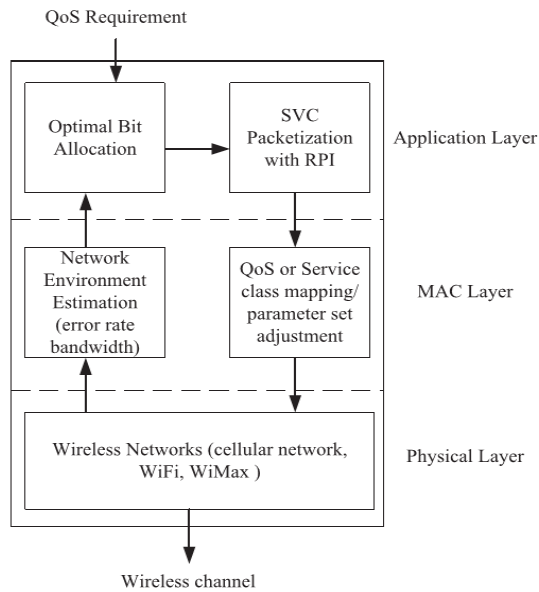 QoS Requirement
Optimal Bit
Allocation
SVC
Packetization
with RPI
Application Layer
Network
Environment
Estimation
(error rate
bandwidth)
QoS or Service
class mapping/
parameter set
adjustment
MAC Layer
Wireless Networks (cellular network,
WiFi, WiMax )
Physical Layer
Wireless channel